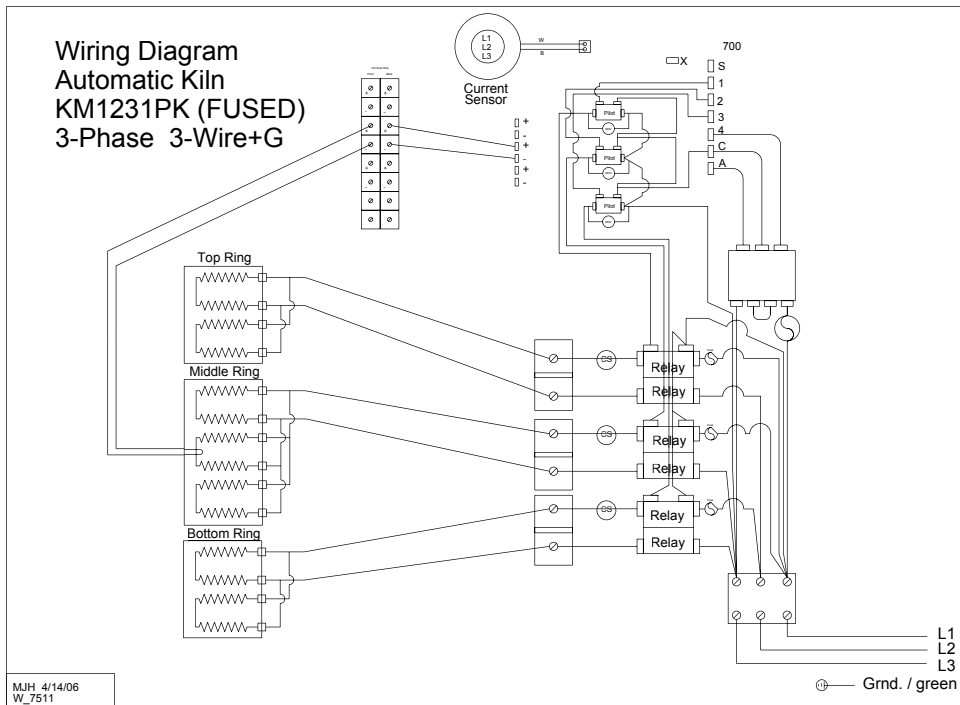 Wiring Diagram
Automatic Kiln
KM1231PK (FUSED)
3-Phase 3-Wire+G
L1
L2
L3
W
B
Current
Sensor
700
X
S
1
2
3
4
C
A
+
-
+
-
+
-
+
-
+
-
+
-
+
-
+
-
+
-
+
-
+
-
Pilot
Pilot
Pilot
Top Ring
Middle Ring
Bottom Ring
CS
Relay
Relay
CS
Relay
Relay
CS
Relay
Relay
L1
L2
L3
Grnd. / green
MJH 4/14/06
W_7511